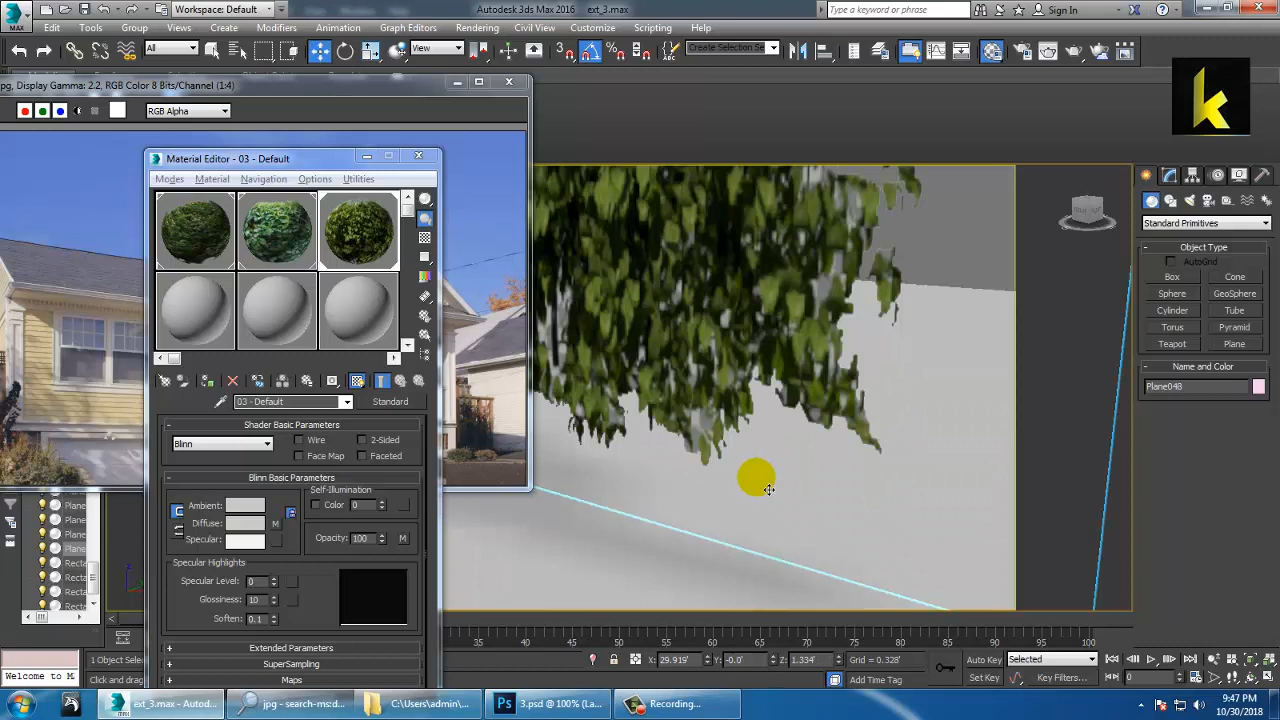 Workspace: Default
Autodesk 3ds Max 2016 ext_3.max
Type a keyword or phrase
Sign In
MAX
Edit Tools Group Views Create Modifiers Animation Graph Editors Rendering Civil View Customize Scripting Help
All
View
Create Selection Se
pg, Display Gamma: 2.2, RGB Color 8 Bits/Channel (1:4)
RGB Alpha
Material Editor - 03 - Default
Modes Material Navigation Options Utilities
03 - Default
Standard
Shader Basic Parameters
Blinn
Wire
2-Sided
Face Map
Faceted
Blinn Basic Parameters
Self-Illumination
Ambient:
Color 0
Diffuse:
M
Specular:
Opacity: 100
M
Specular Highlights
Specular Level: 0
Glossiness: 10
Soften: 0.1
Extended Parameters
SuperSampling
Maps
Standard Primitives
Object Type
AutoGrid
Box Cone
Sphere GeoSphere
Cylinder Tube
Torus Pyramid
Teapot Plane
Name and Color
Plane048
Plane
Plane
Plane
Plane
Recta
Recta
Recta
35 40 45 50 55 60 65 70 75 80 85 90 95 100
1 Object Selec
X: 29.919' Y: -0.0' Z: 1.334' Grid = 0.328'
Auto Key
Selected
Welcome to M
Click and drag
Add Time Tag
Set Key
Key Filters...
0
ext_3.max - Autod...
jpg - search-ms:d...
C:\Users\admin\...
3.psd @ 100% (La...
Recording...
9:47 PM
10/30/2018